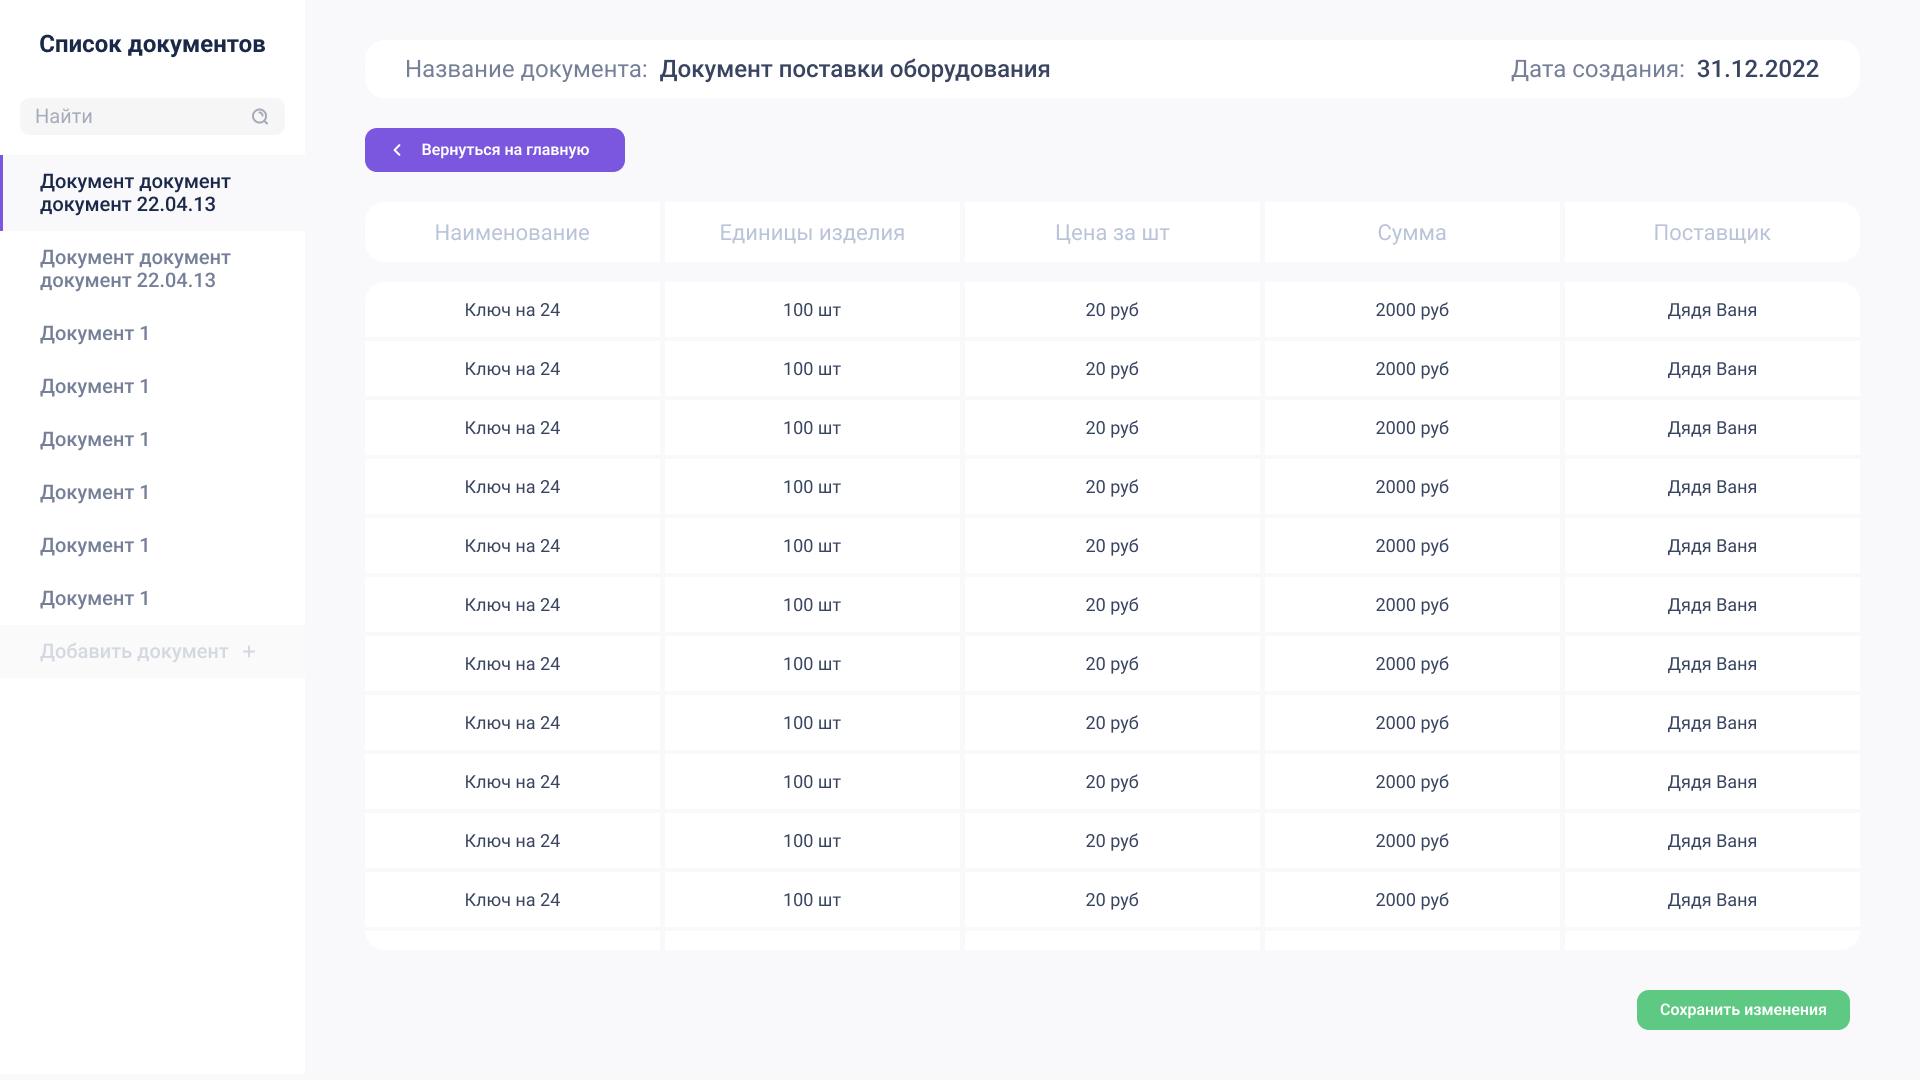 Список документов
Найти
Документ документ
документ 22.04.13
Документ документ
документ 22.04.13
Документ 1
Документ 1
Документ 1
Документ 1
Документ 1
Документ 1
Добавить документ +
Название документа: Документ поставки оборудования
Дата создания: 31.12.2022
Вернуться на главную
Наименование Единицы изделия Цена за шт Сумма Поставщик
Ключ на 24 100 шт 20 руб 2000 руб Дядя Ваня
Ключ на 24 100 шт 20 руб 2000 руб Дядя Ваня
Ключ на 24 100 шт 20 руб 2000 руб Дядя Ваня
Ключ на 24 100 шт 20 руб 2000 руб Дядя Ваня
Ключ на 24 100 шт 20 руб 2000 руб Дядя Ваня
Ключ на 24 100 шт 20 руб 2000 руб Дядя Ваня
Ключ на 24 100 шт 20 руб 2000 руб Дядя Ваня
Ключ на 24 100 шт 20 руб 2000 руб Дядя Ваня
Ключ на 24 100 шт 20 руб 2000 руб Дядя Ваня
Ключ на 24 100 шт 20 руб 2000 руб Дядя Ваня
Ключ на 24 100 шт 20 руб 2000 руб Дядя Ваня
Сохранить изменения